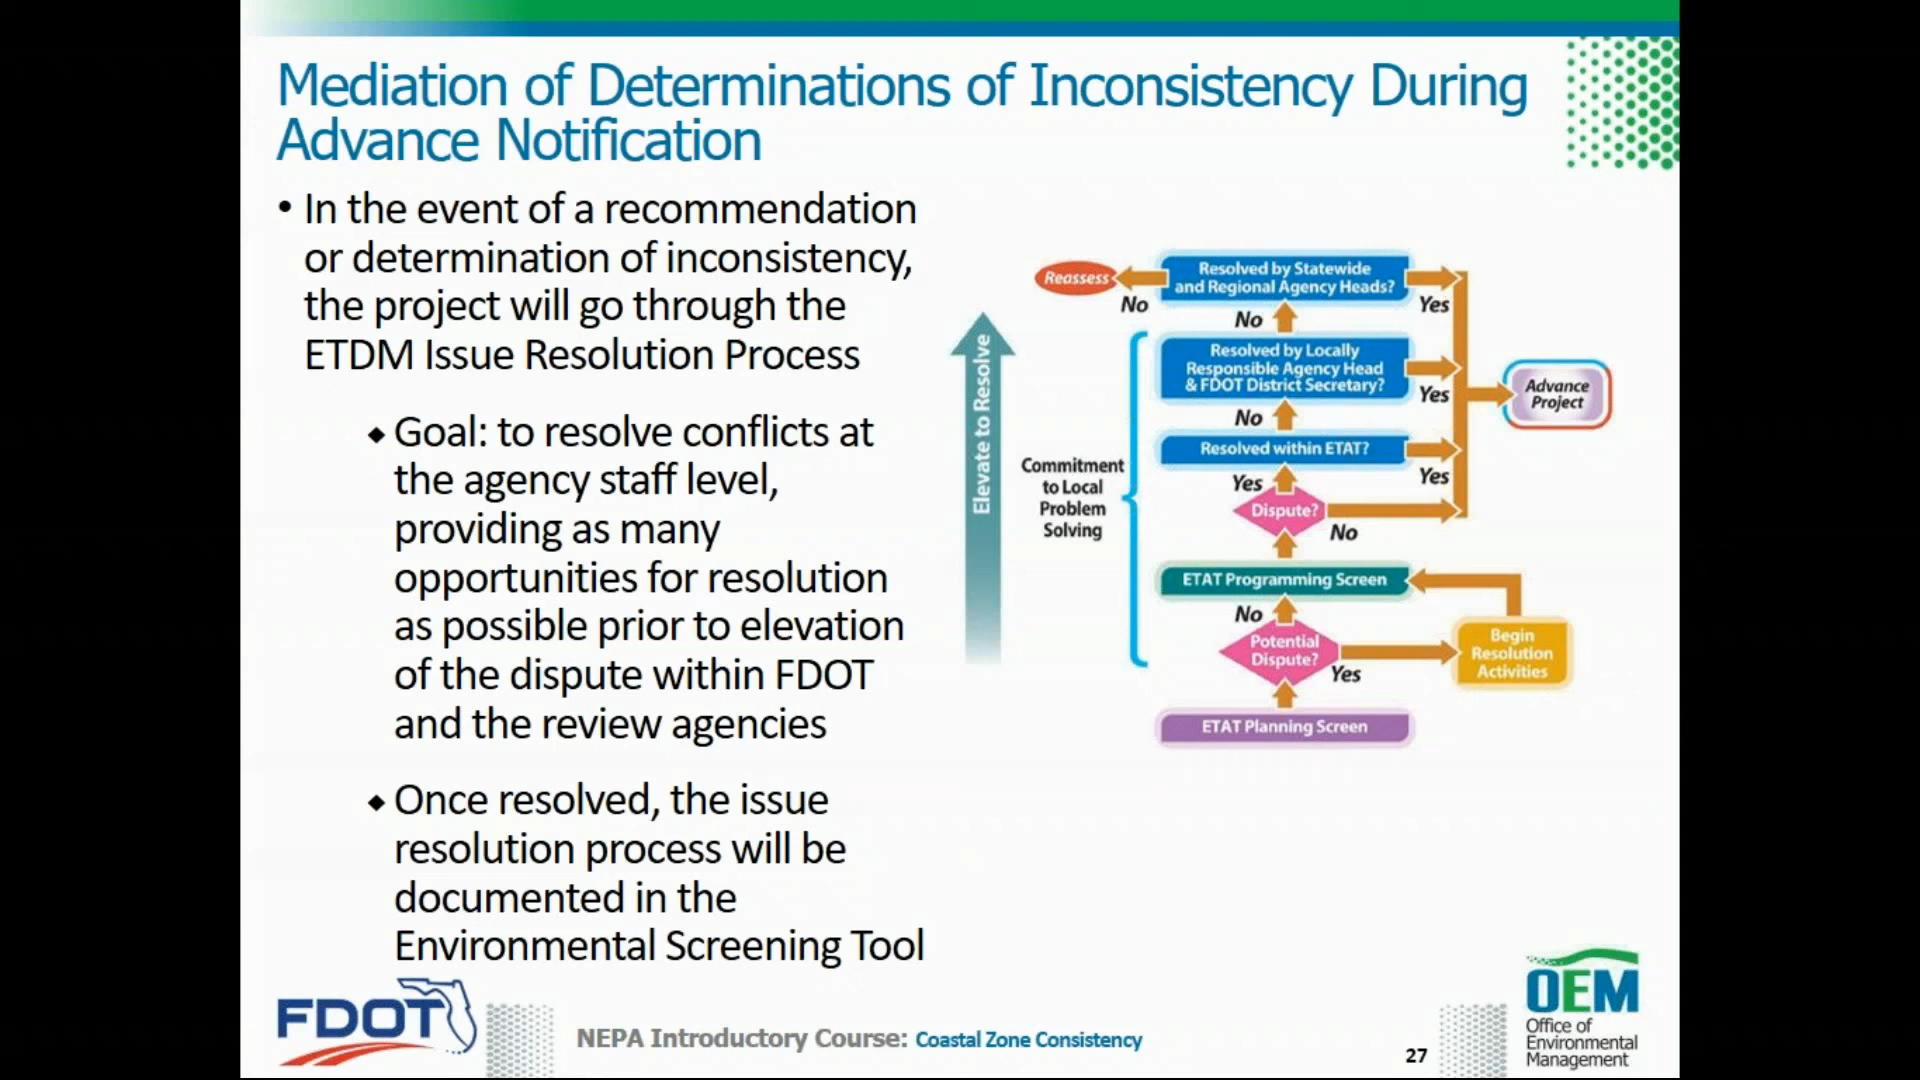 Mediation of Determinations of Inconsistency During
Advance Notification
• In the event of a recommendation
or determination of inconsistency,
the project will go through the
ETDM Issue Resolution Process
◆ Goal: to resolve conflicts at
the agency staff level,
providing as many
opportunities for resolution
as possible prior to elevation
of the dispute within FDOT
and the review agencies
◆ Once resolved, the issue
resolution process will be
documented in the
Environmental Screening Tool
Elevate to Resolve
Commitment
to Local
Problem
Solving
Reassess
No
Resolved by Statewide
and Regional Agency Heads?
Yes
No
Resolved by Locally
Responsible Agency Head
& FDOT District Secretary?
Yes
Advance
Project
No
Resolved within ETAT?
Yes
Yes
Dispute?
No
ETAT Programming Screen
No
Potential
Dispute?
Yes
Begin
Resolution
Activities
ETAT Planning Screen
FDOT
NEPA Introductory Course: Coastal Zone Consistency
27
OEM
Office of
Environmental
Management